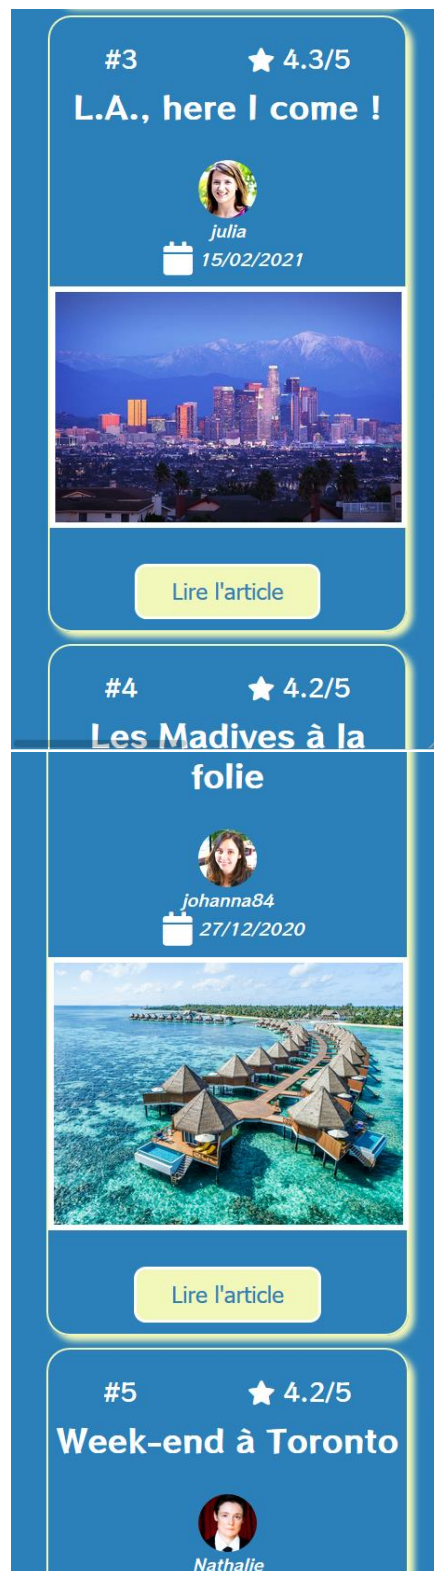 #3 4.3/5
L.A., here I come !
julia
15/02/2021
Lire l'article
#4 4.2/5
Les Madives à la
folie
johanna84
27/12/2020
Lire l'article
#5 4.2/5
Week-end à Toronto
Nathalie